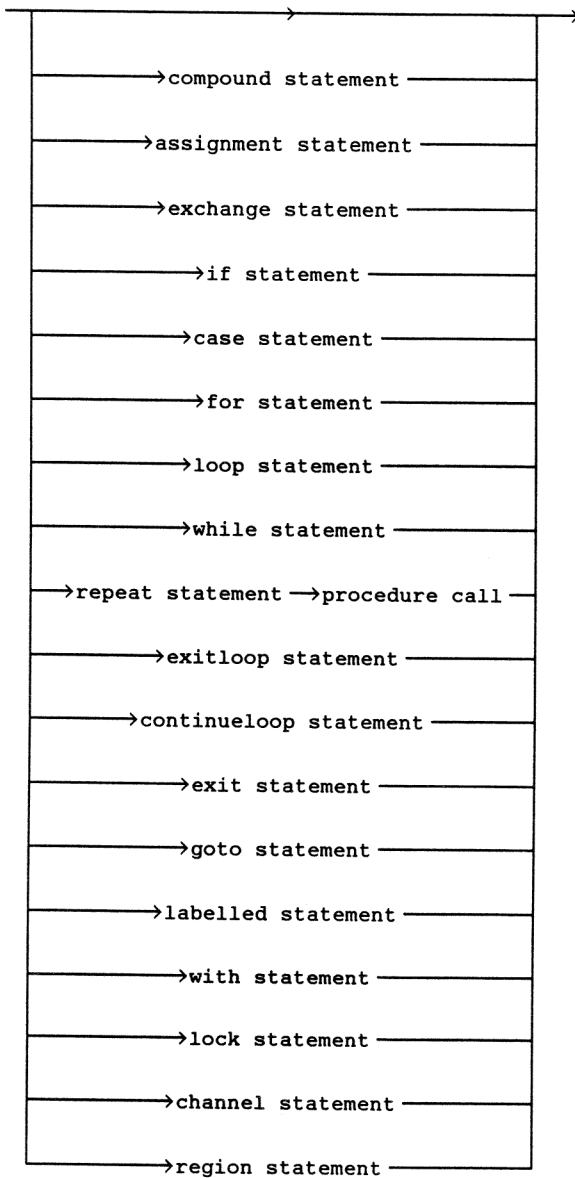 compound statement
assignment statement
exchange statement
if statement
case statement
for statement
loop statement
while statement
repeat statement procedure call
exitloop statement
continueloop statement
exit statement
goto statement
labelled statement
with statement
lock statement
channel statement
region statement